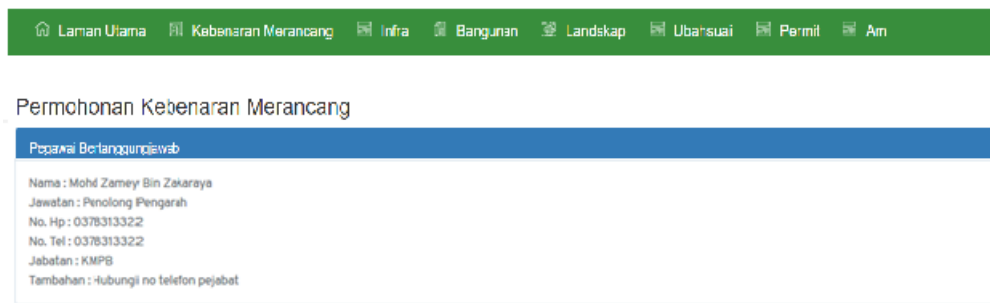 Laman Utama Kebenaran Merancang Infra Bangunan Landskap Ubahsuai Permit Am
Permohonan Kebenaran Merancang
Pegawai Bertanggungjawab
Nama : Mohd Zamey Bin Zakaraya
Jawatan : Penolong Pengarah
No. Hp : 0378313322
No. Tel : 0378313322
Jabatan : KMPB
Tambahan : Hubungi no telefon pejabat